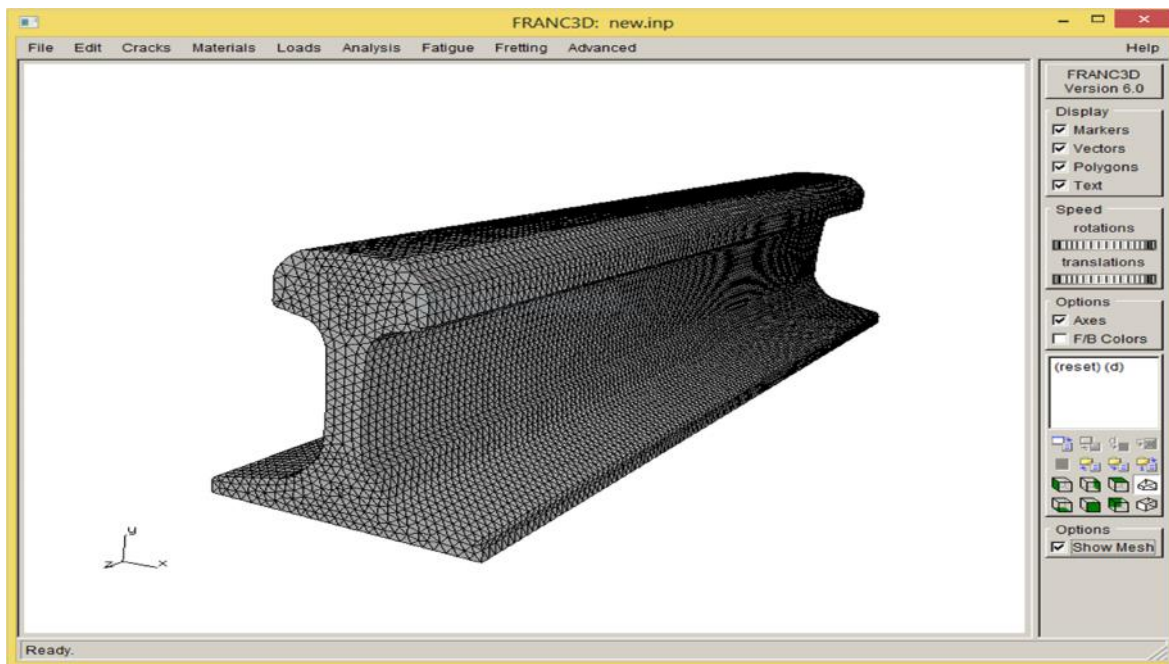 FRANC3D: new.inp
File Edit Cracks Materials Loads Analysis Fatigue Fretting Advanced Help
FRANC3D
Version 6.0
Display
Markers
Vectors
Polygons
Text
Speed
rotations
translations
Options
Axes
F/B Colors
(reset) (d)
Options
Show Mesh
y
z x
Ready.